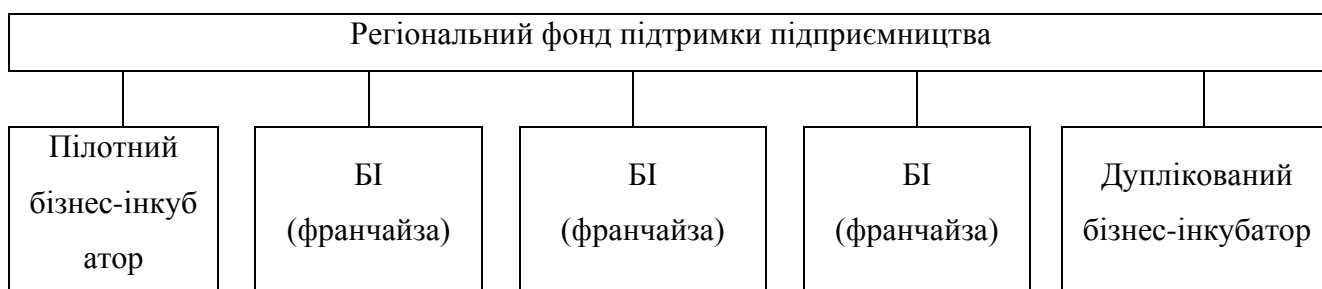 Регіональний фонд підтримки підприємництва
Пілотний
бізнес-інкуб
атор
БІ
(франчайза)
БІ
(франчайза)
БІ
(франчайза)
Дуплікований
бізнес-інкубатор